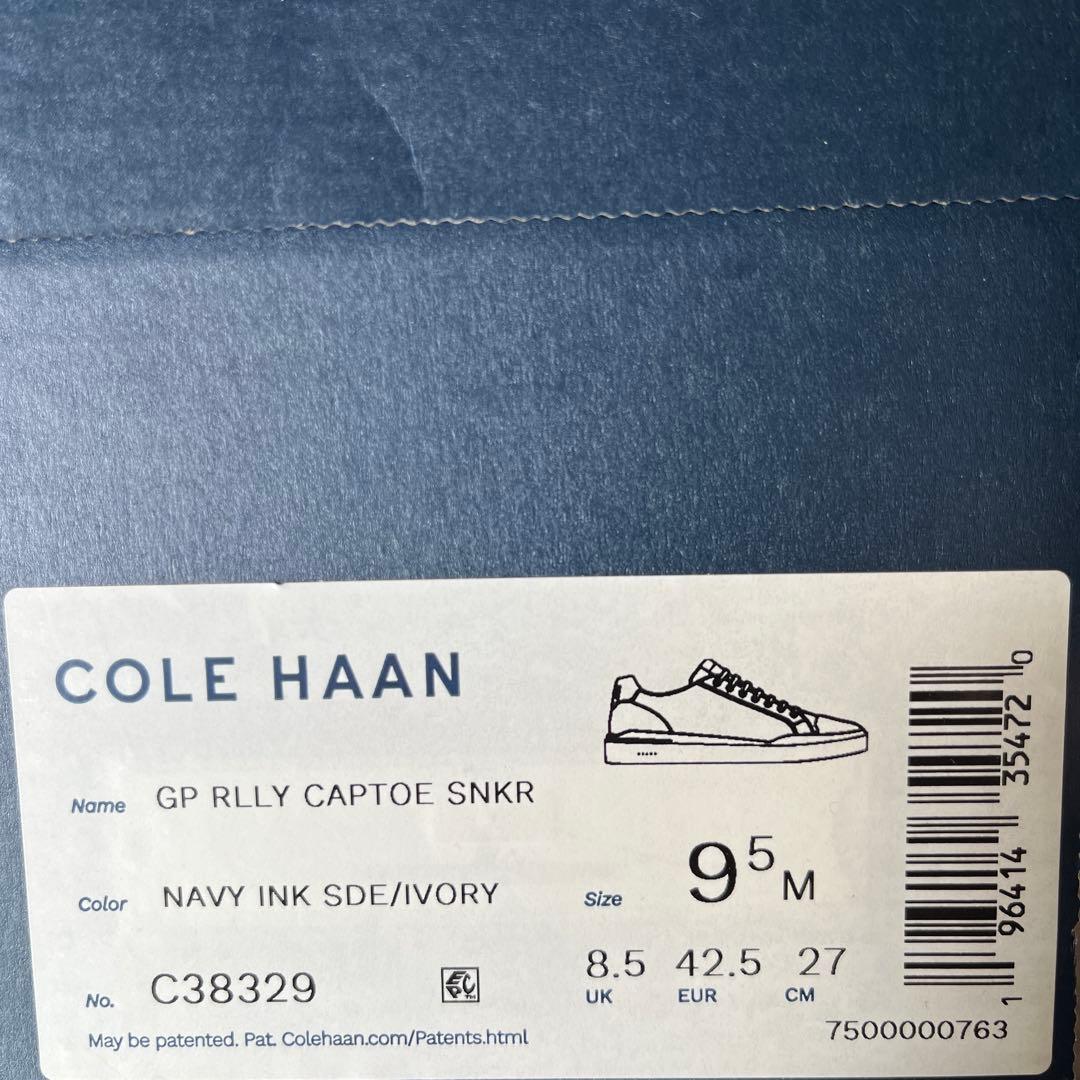 COLE HAAN
Name GP RLLY CAPTOE SNKR
Color NAVY INK SDE/IVORY
Size 9 5 M
8.5 42.5 27
UK EUR CM
No. C38329
EPC™
May be patented. Pat. Colehaan.com/Patents.html
1 96414 35472 0
7500000763